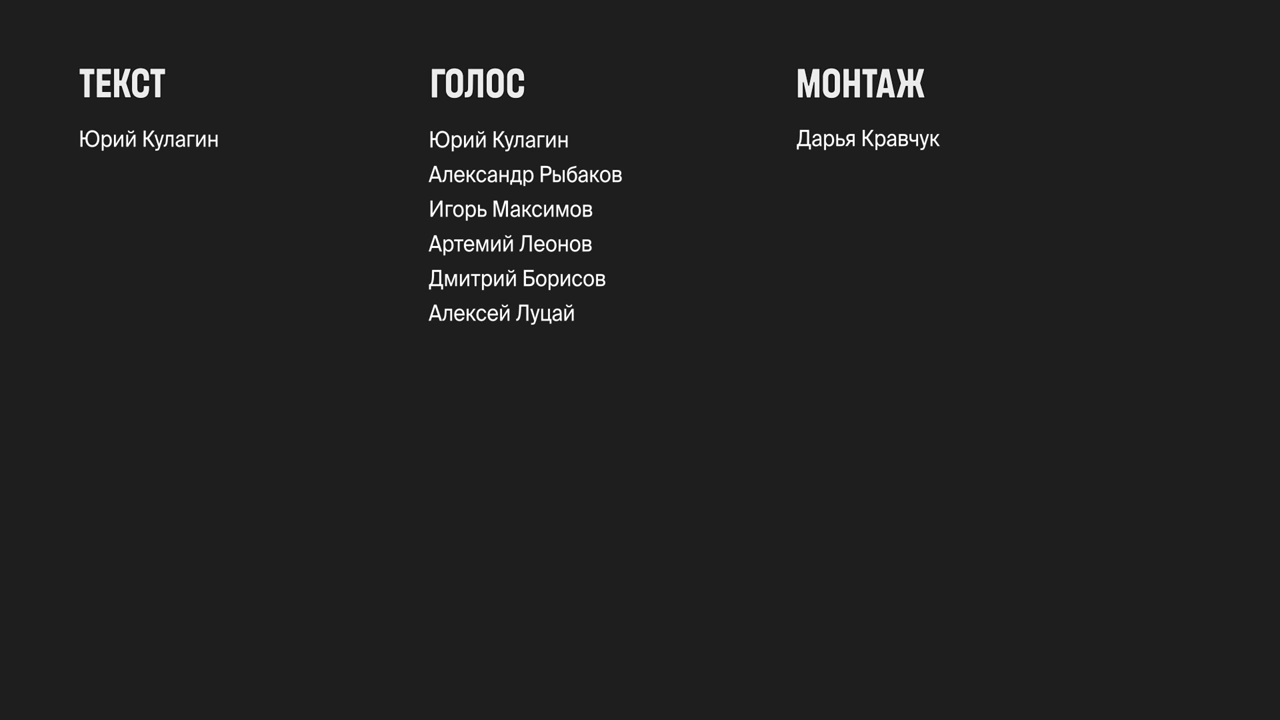 ТЕКСТ
Юрий Кулагин
ГОЛОС
Юрий Кулагин
Александр Рыбаков
Игорь Максимов
Артемий Леонов
Дмитрий Борисов
Алексей Луцай
МОНТАЖ
Дарья Кравчук